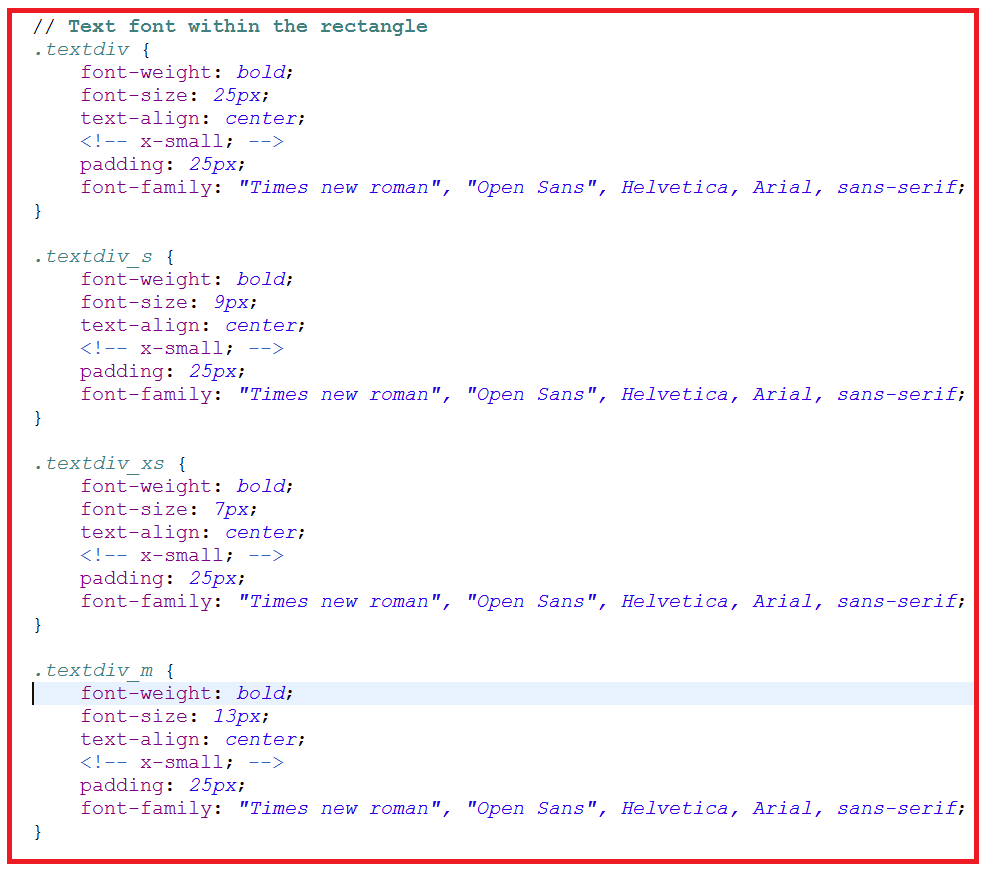 // Text font within the rectangle
.textdiv {
    font-weight: bold;
    font-size: 25px;
    text-align: center;
    <!-- x-small; -->
    padding: 25px;
    font-family: "Times new roman", "Open Sans", Helvetica, Arial, sans-serif;
}

.textdiv_s {
    font-weight: bold;
    font-size: 9px;
    text-align: center;
    <!-- x-small; -->
    padding: 25px;
    font-family: "Times new roman", "Open Sans", Helvetica, Arial, sans-serif;
}

.textdiv_xs {
    font-weight: bold;
    font-size: 7px;
    text-align: center;
    <!-- x-small; -->
    padding: 25px;
    font-family: "Times new roman", "Open Sans", Helvetica, Arial, sans-serif;
}

.textdiv_m {
    font-weight: bold;
    font-size: 13px;
    text-align: center;
    <!-- x-small; -->
    padding: 25px;
    font-family: "Times new roman", "Open Sans", Helvetica, Arial, sans-serif;
}